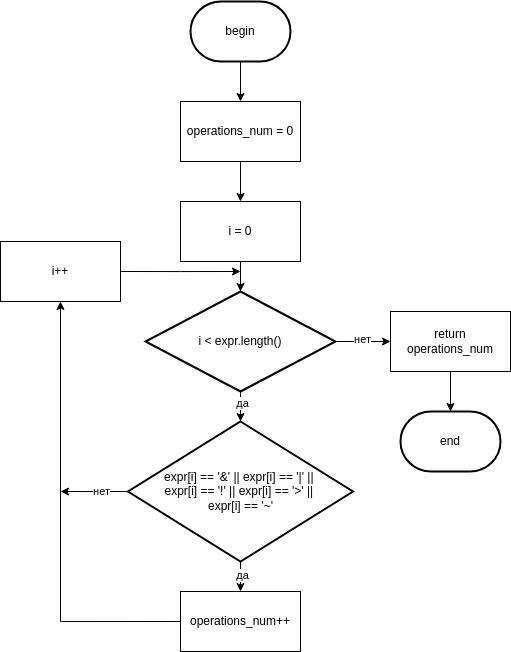 begin
operations_num = 0
i = 0
i++
i < expr.length()
нет
return
operations_num
да
end
expr[i] == '&' || expr[i] == '|' ||
expr[i] == '!' || expr[i] == '>' ||
expr[i] == '~'
нет
да
operations_num++